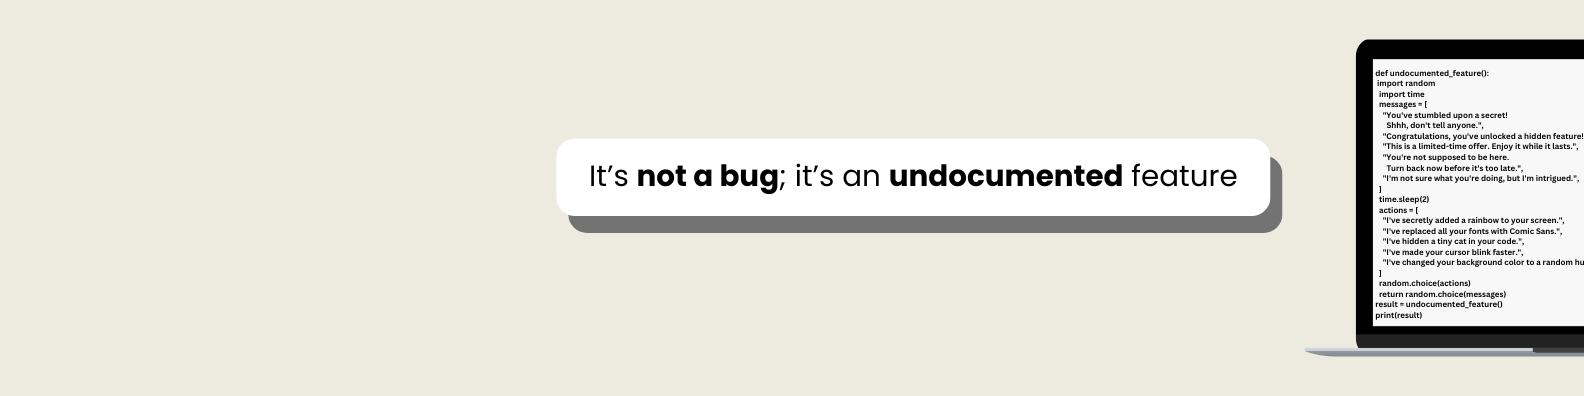 It’s not a bug; it’s an undocumented feature
def undocumented_feature():
import random
import time
messages = [
"You've stumbled upon a secret!
Shhh, don't tell anyone.",
"Congratulations, you've unlocked a hidden feature!
"This is a limited-time offer. Enjoy it while it lasts.",
"You're not supposed to be here.
Turn back now before it's too late.",
"I'm not sure what you're doing, but I'm intrigued.",
]
time.sleep(2)
actions = [
"I've secretly added a rainbow to your screen.",
"I've replaced all your fonts with Comic Sans.",
"I've hidden a tiny cat in your code.",
"I've made your cursor blink faster.",
"I've changed your background color to a random hu
]
random.choice(actions)
return random.choice(messages)
result = undocumented_feature()
print(result)